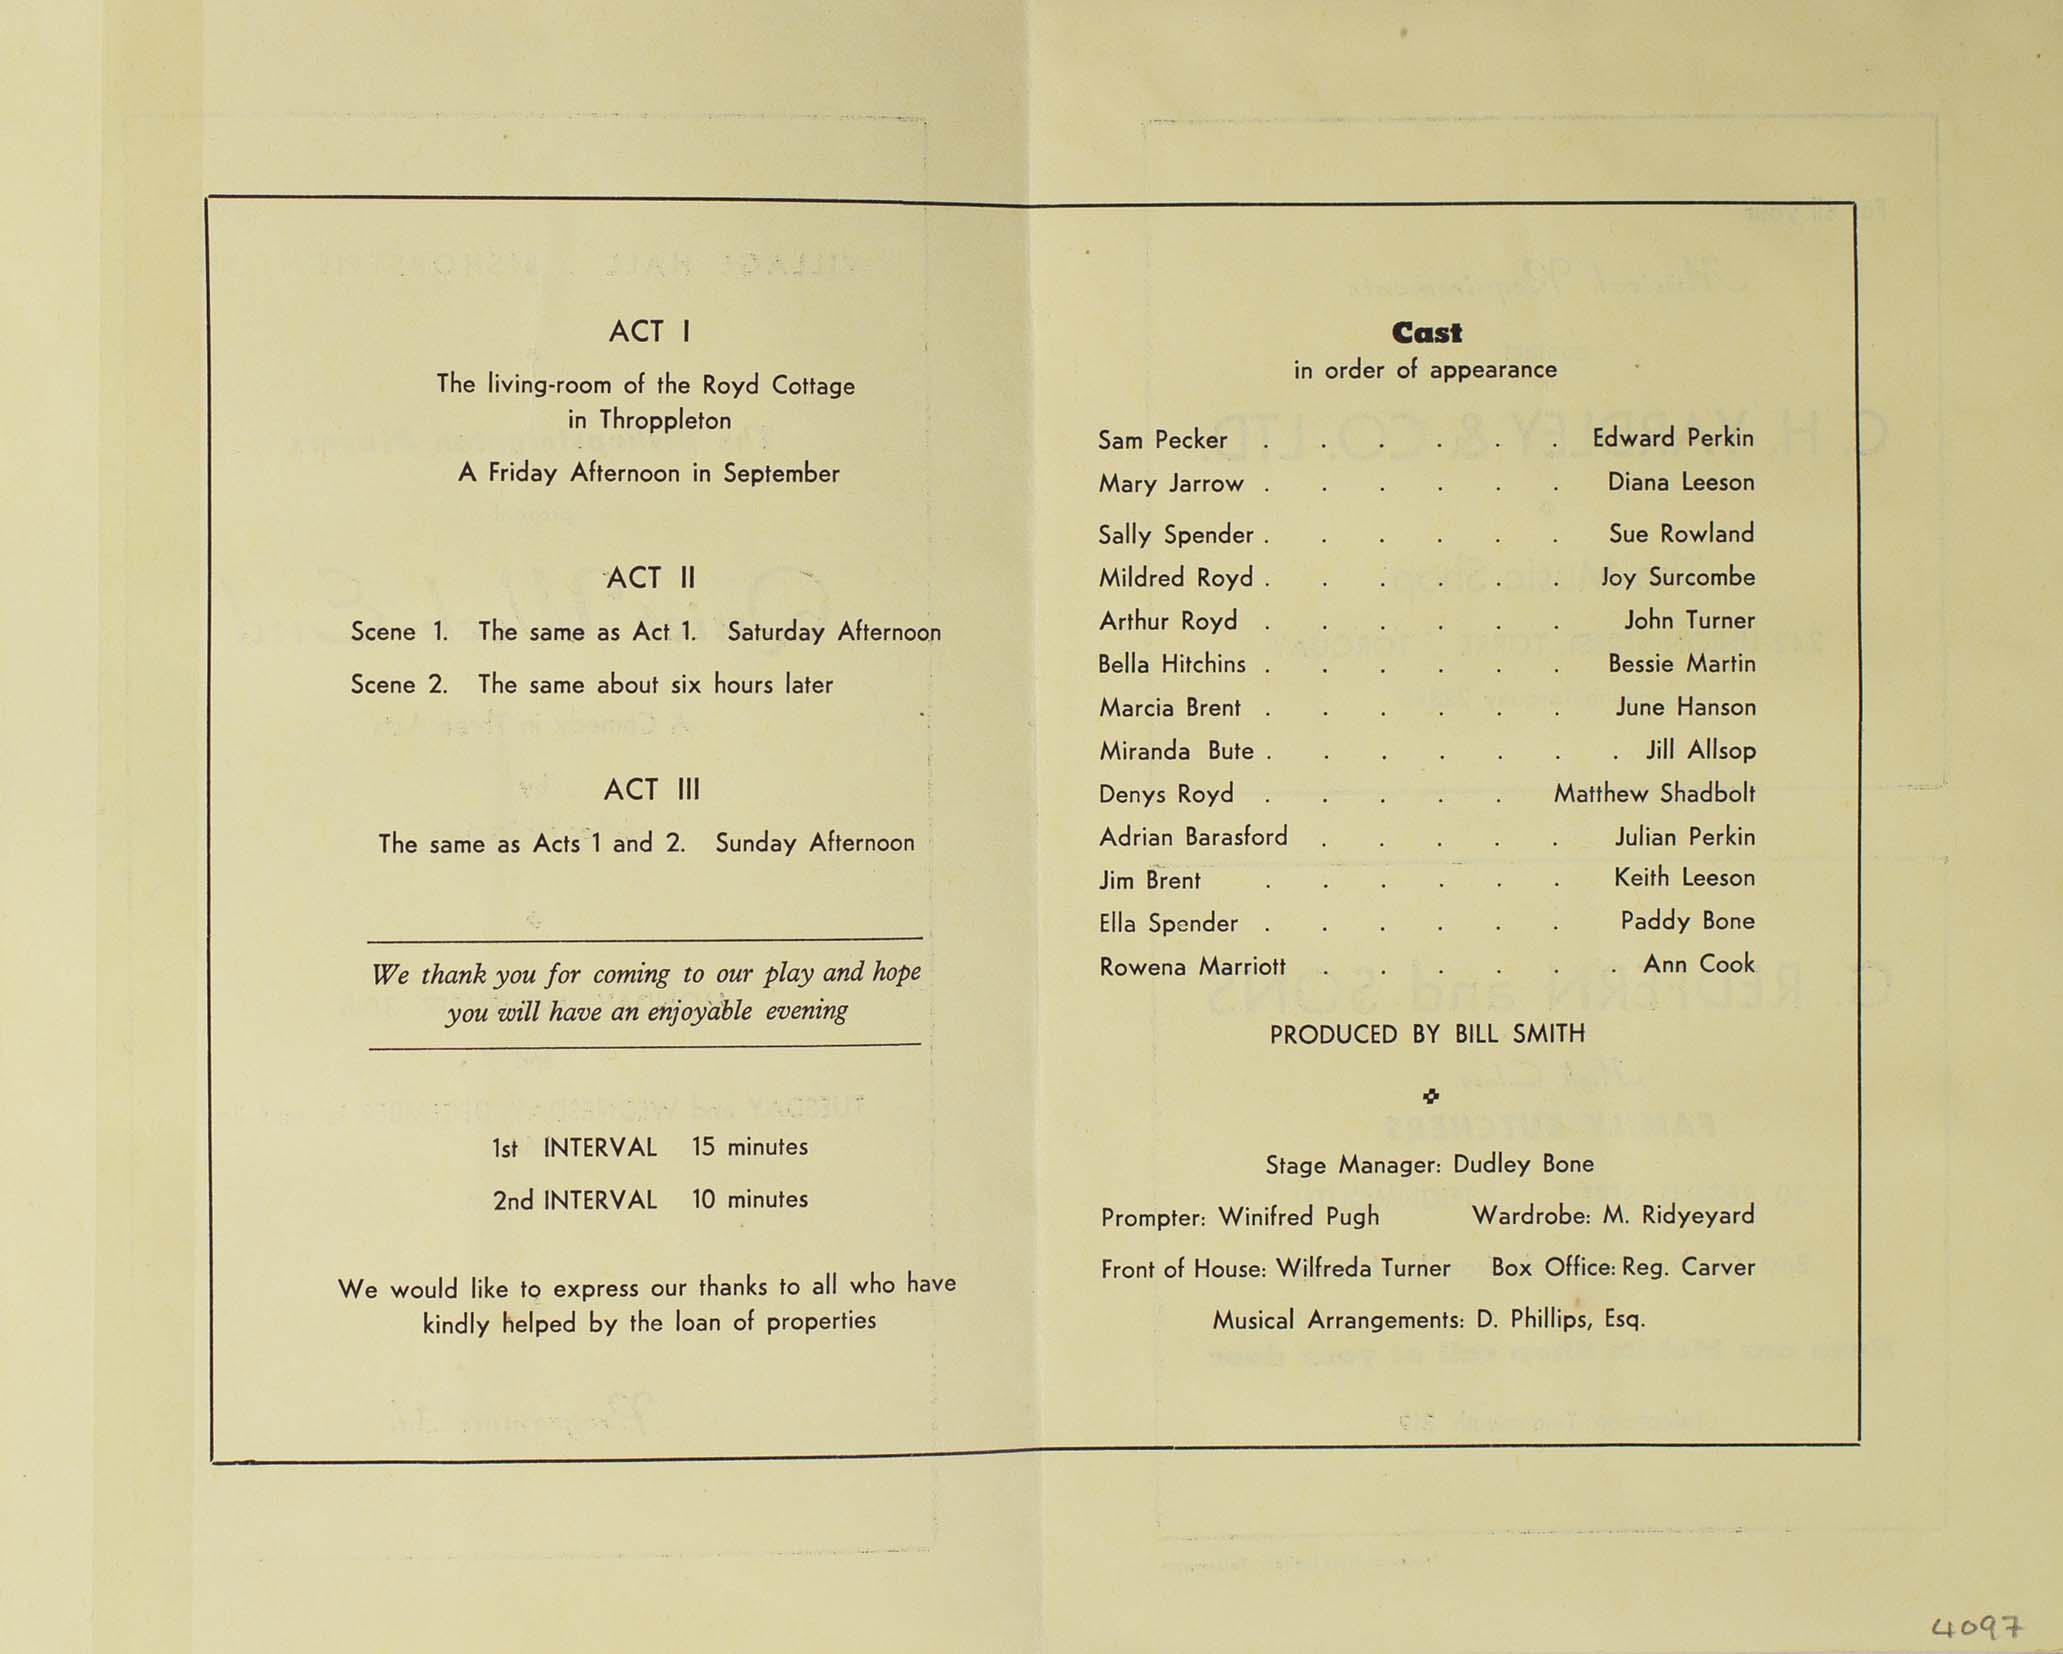 ACT I
The living-room of the Royd Cottage
in Throppleton
A Friday Afternoon in September
ACT II
Scene 1. The same as Act 1. Saturday Afternoon
Scene 2. The same about six hours later
ACT III
The same as Acts 1 and 2. Sunday Afternoon
We thank you for coming to our play and hope
you will have an enjoyable evening
1st INTERVAL 15 minutes
2nd INTERVAL 10 minutes
We would like to express our thanks to all who have
kindly helped by the loan of properties
Cast
in order of appearance
Sam Pecker . . . . . . Edward Perkin
Mary Jarrow . . . . . . Diana Leeson
Sally Spender . . . . . . Sue Rowland
Mildred Royd . . . . . . Joy Surcombe
Arthur Royd . . . . . . John Turner
Bella Hitchins . . . . . . Bessie Martin
Marcia Brent . . . . . . June Hanson
Miranda Bute . . . . . . . Jill Allsop
Denys Royd . . . . . Matthew Shadbolt
Adrian Barasford . . . . . Julian Perkin
Jim Brent . . . . . . Keith Leeson
Ella Spender . . . . . . Paddy Bone
Rowena Marriott . . . . . . Ann Cook
PRODUCED BY BILL SMITH
Stage Manager: Dudley Bone
Prompter: Winifred Pugh Wardrobe: M. Ridyeyard
Front of House: Wilfreda Turner Box Office: Reg. Carver
Musical Arrangements: D. Phillips, Esq.
4097